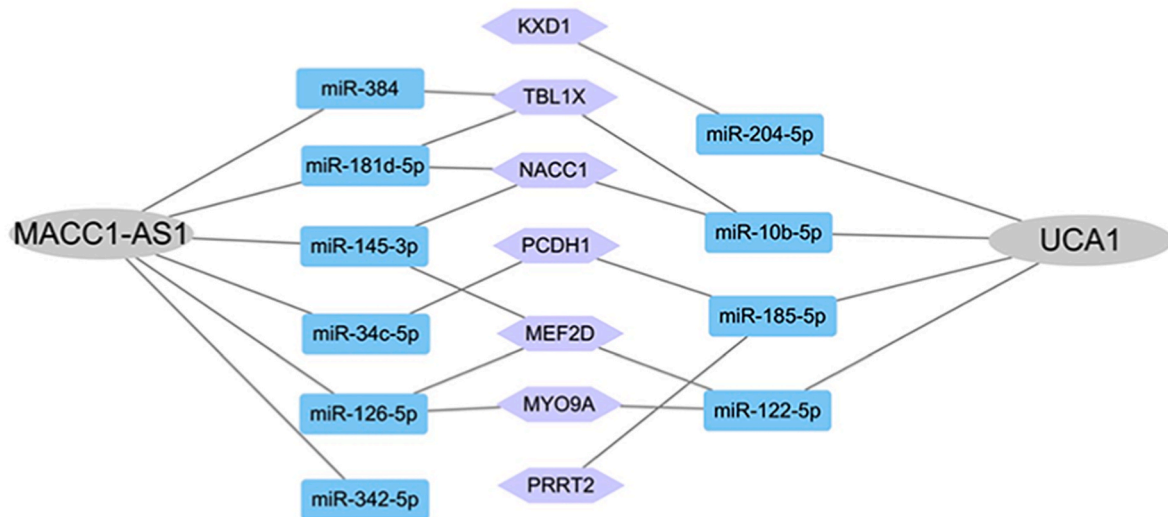 KXD1
miR-384
TBL1X
miR-204-5p
miR-181d-5p
NACC1
MACC1-AS1
miR-145-3p
PCDH1
miR-10b-5p
UCA1
miR-34c-5p
MEF2D
miR-185-5p
miR-126-5p
MYO9A
miR-122-5p
PRRT2
miR-342-5p